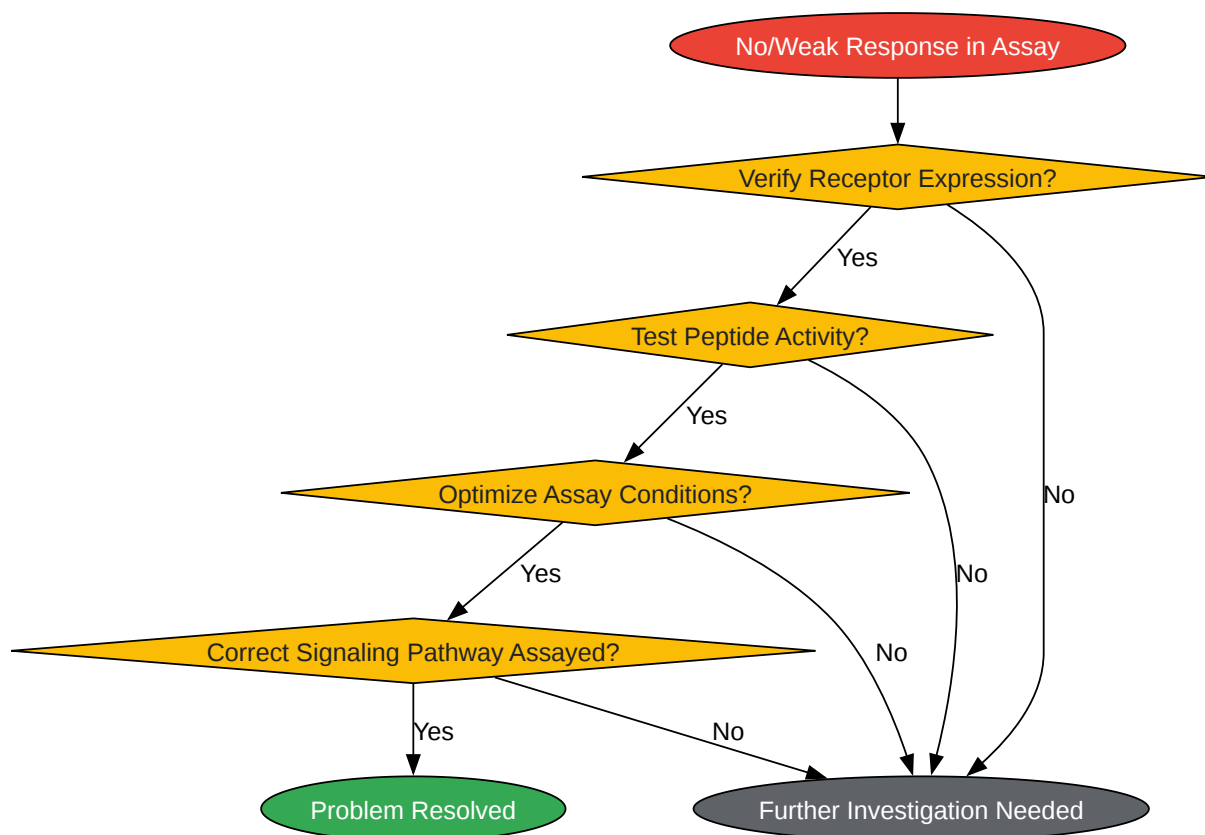 No/Weak Response in Assay
Verify Receptor Expression?
Yes
Test Peptide Activity?
Yes
Optimize Assay Conditions?
No
Yes
No
Correct Signaling Pathway Assayed?
No
Yes
No
Problem Resolved
Further Investigation Needed